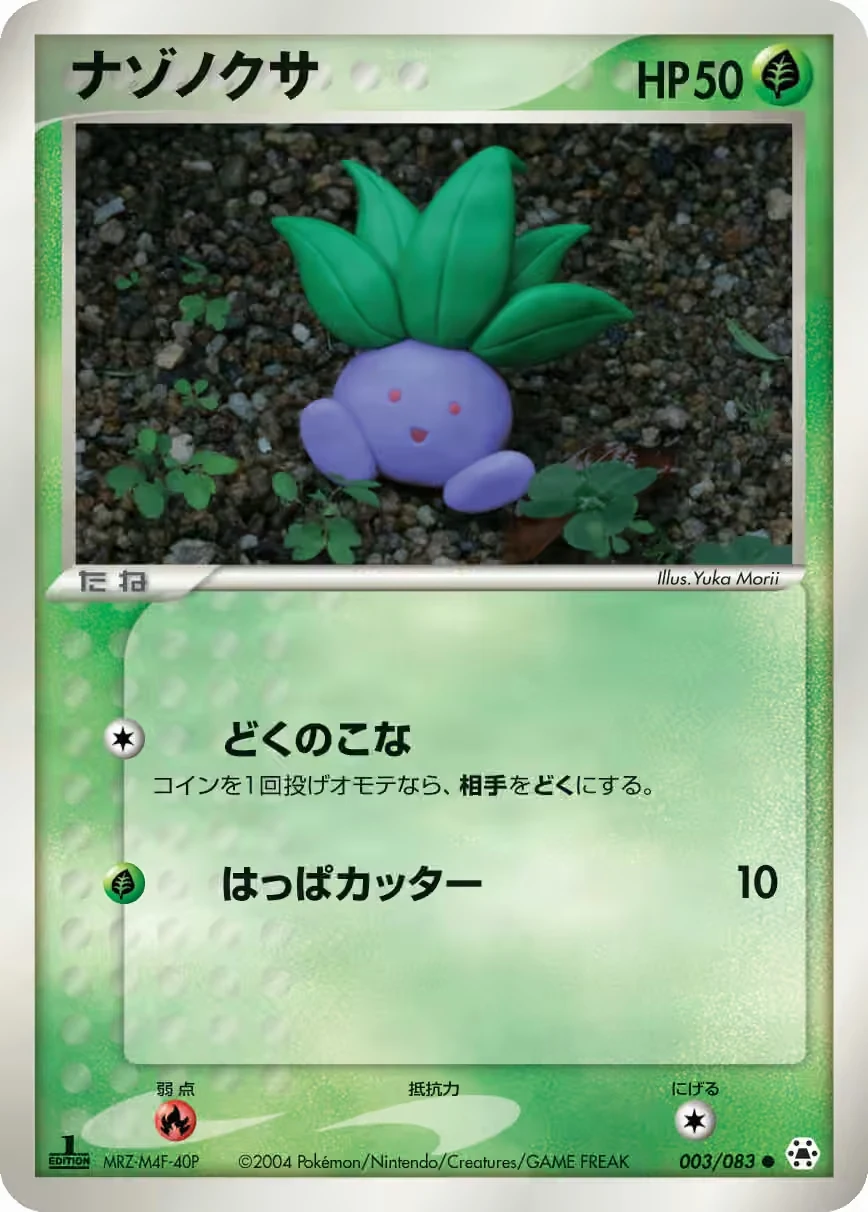 ナゾノクサ HP50
たね Illus.Yuka Morii
どくのこな
コインを1回投げオモテなら、相手をどくにする。
はっぱカッター 10
弱点 抵抗力 にげる
1 EDITION MRZ-M4F-40P ©2004 Pokémon/Nintendo/Creatures/GAME FREAK 003/083 ●